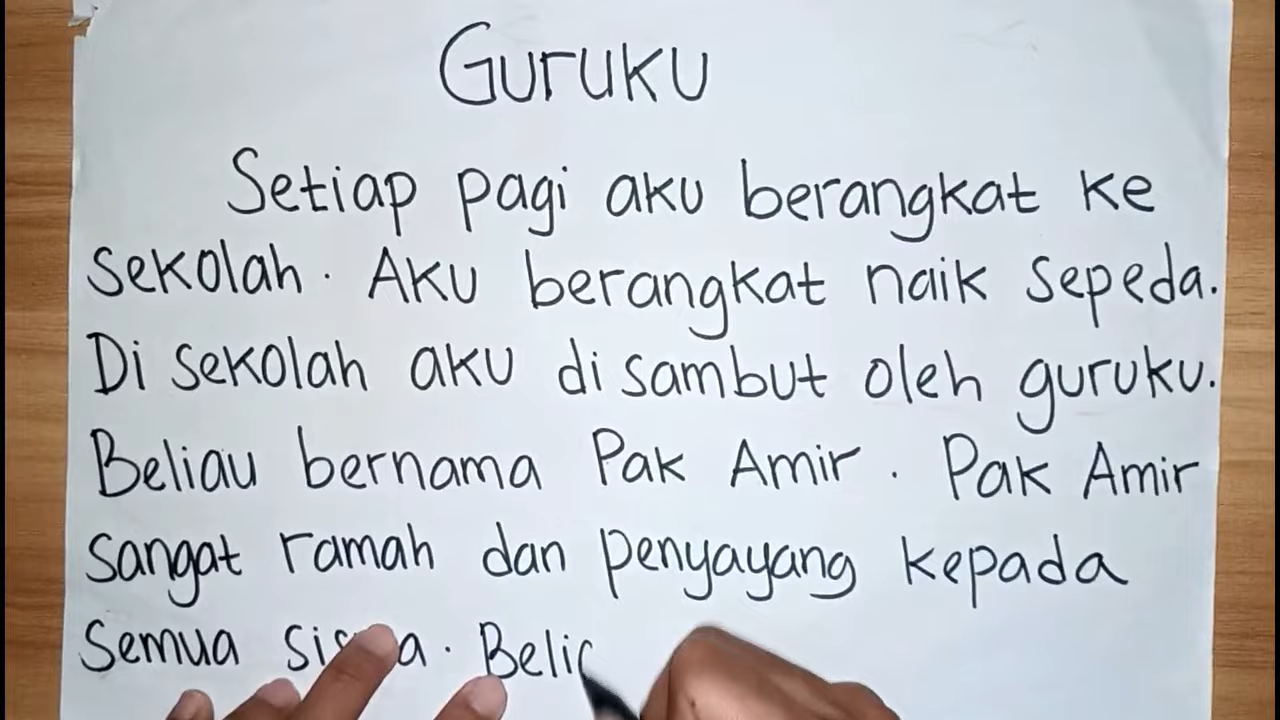 Guruku
Setiap pagi aku berangkat ke
sekolah. Aku berangkat naik sepeda.
Di sekolah aku di sambut oleh guruku.
Beliau bernama Pak Amir. Pak Amir
sangat ramah dan penyayang kepada
semua